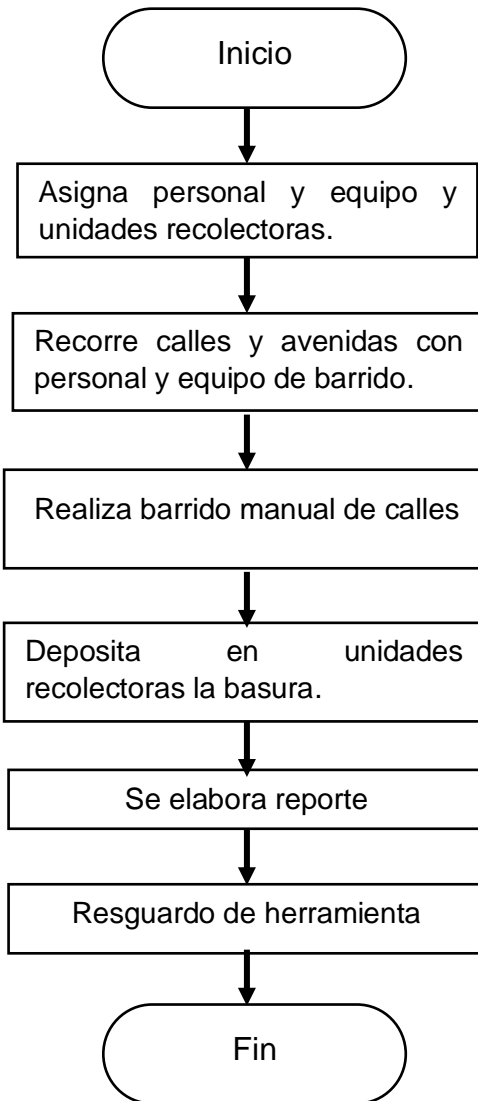 Inicio
Asigna personal y equipo y
unidades recolectoras.
Recorre calles y avenidas con
personal y equipo de barrido.
Realiza barrido manual de calles
Deposita en unidades
recolectoras la basura.
Se elabora reporte
Resguardo de herramienta
Fin